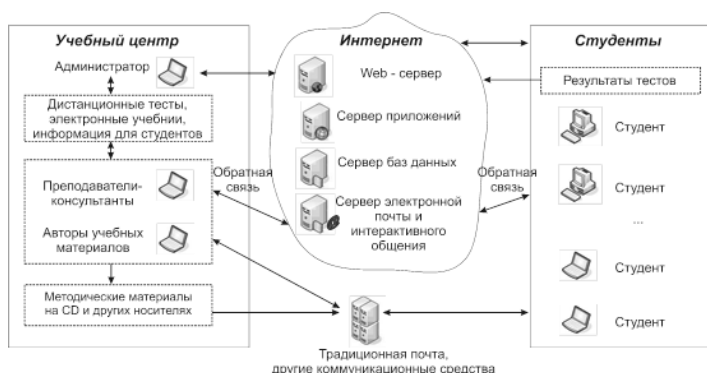 Учебный центр
Администратор
Дистанционные тесты,
электронные учебнии,
информация для студентов
Преподаватели-
консультанты
Авторы учебных
материалов
Методические материалы
на CD и других носителях
Обратная
связь
Интернет
Web - сервер
Сервер приложений
Сервер баз данных
Сервер электронной
почты и
интерактивного
общения
Традиционная почта,
другие коммуникационные средства
Обратная
связь
Студенты
Результаты тестов
Студент
Студент
...
Студент
Студент